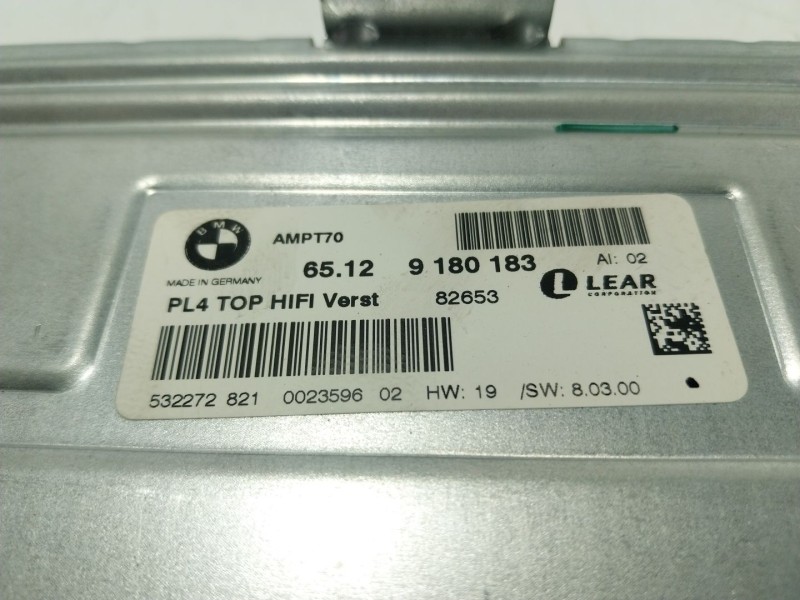 BMW
AMPT70
MADE IN GERMANY
65.12 9 180 183
AI: 02
PL4 TOP HIFI Verst 82653
LEAR
CORPORATION
532272 821 0023596 02 HW: 19 /SW: 8.03.00